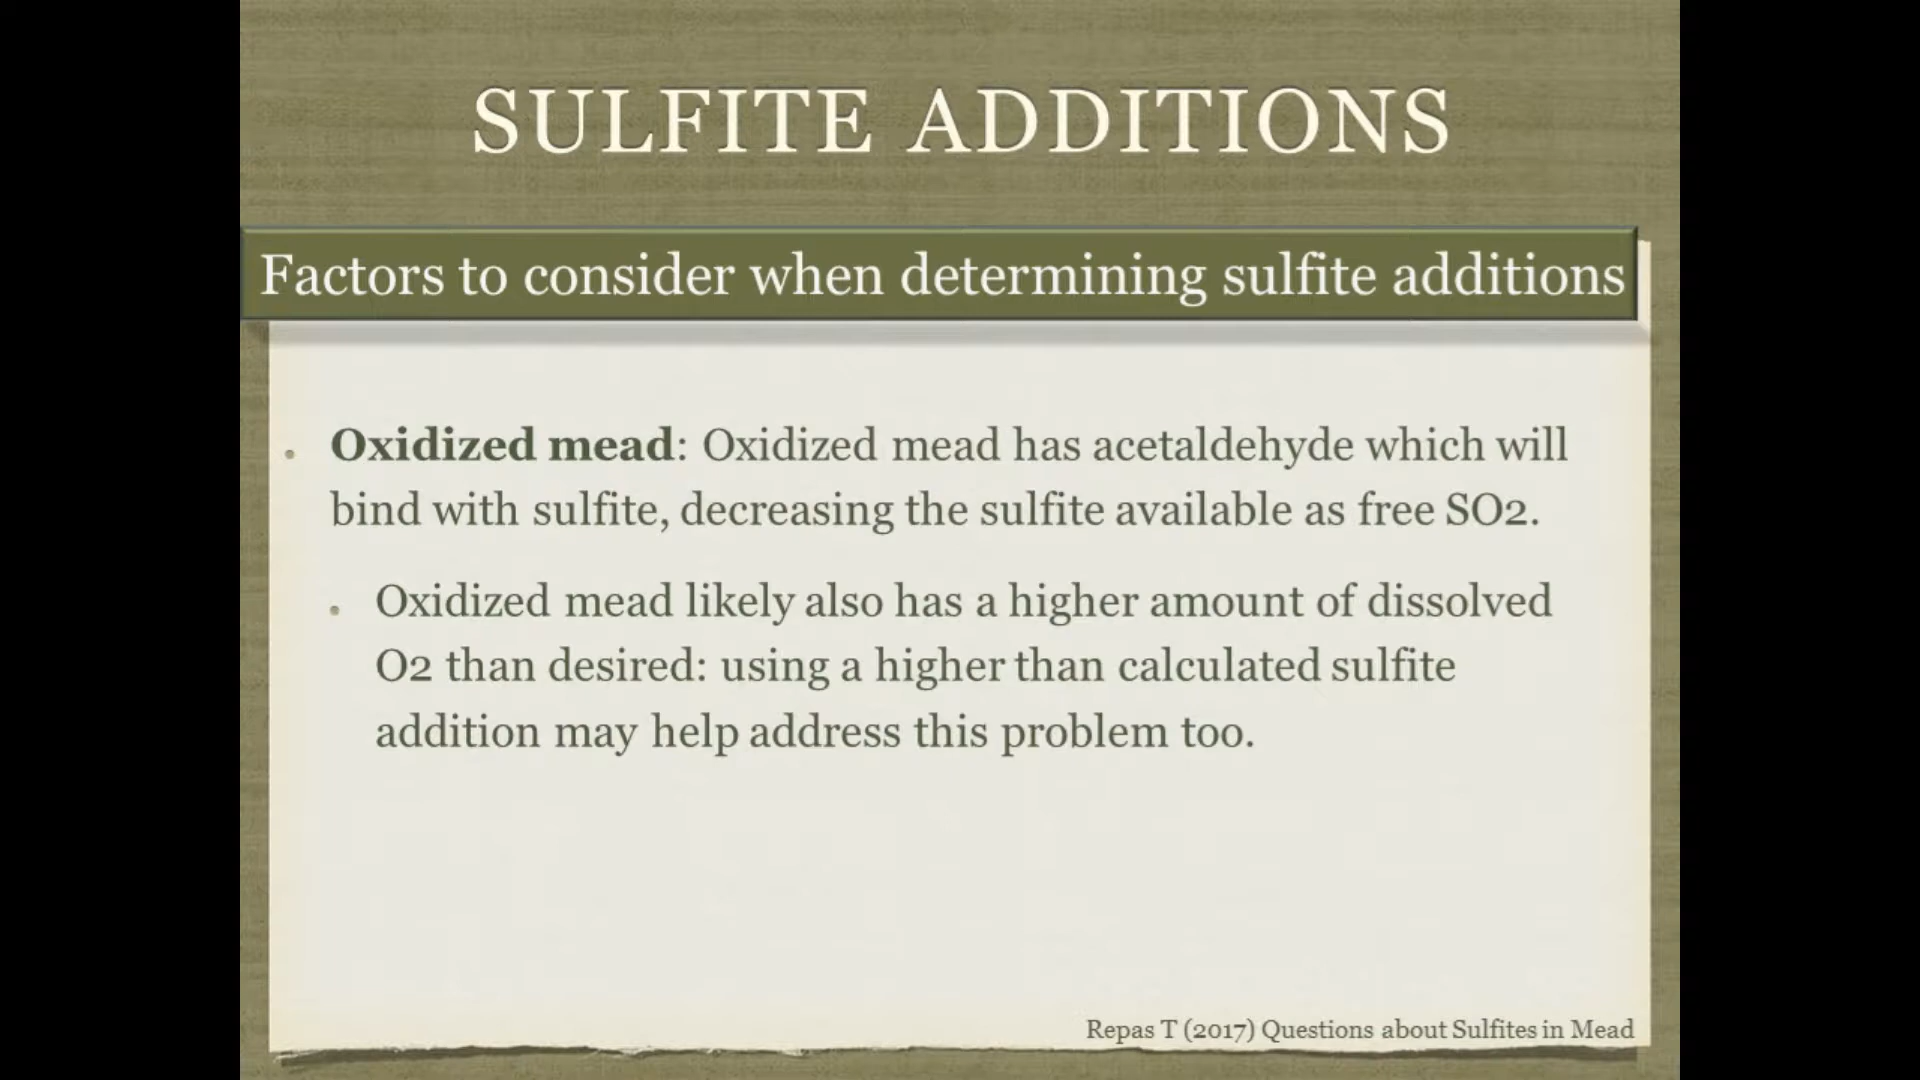 SULFITE ADDITIONS
Factors to consider when determining sulfite additions
Oxidized mead: Oxidized mead has acetaldehyde which will
bind with sulfite, decreasing the sulfite available as free SO2.
Oxidized mead likely also has a higher amount of dissolved
O2 than desired: using a higher than calculated sulfite
addition may help address this problem too.
Repas T (2017) Questions about Sulfites in Mead